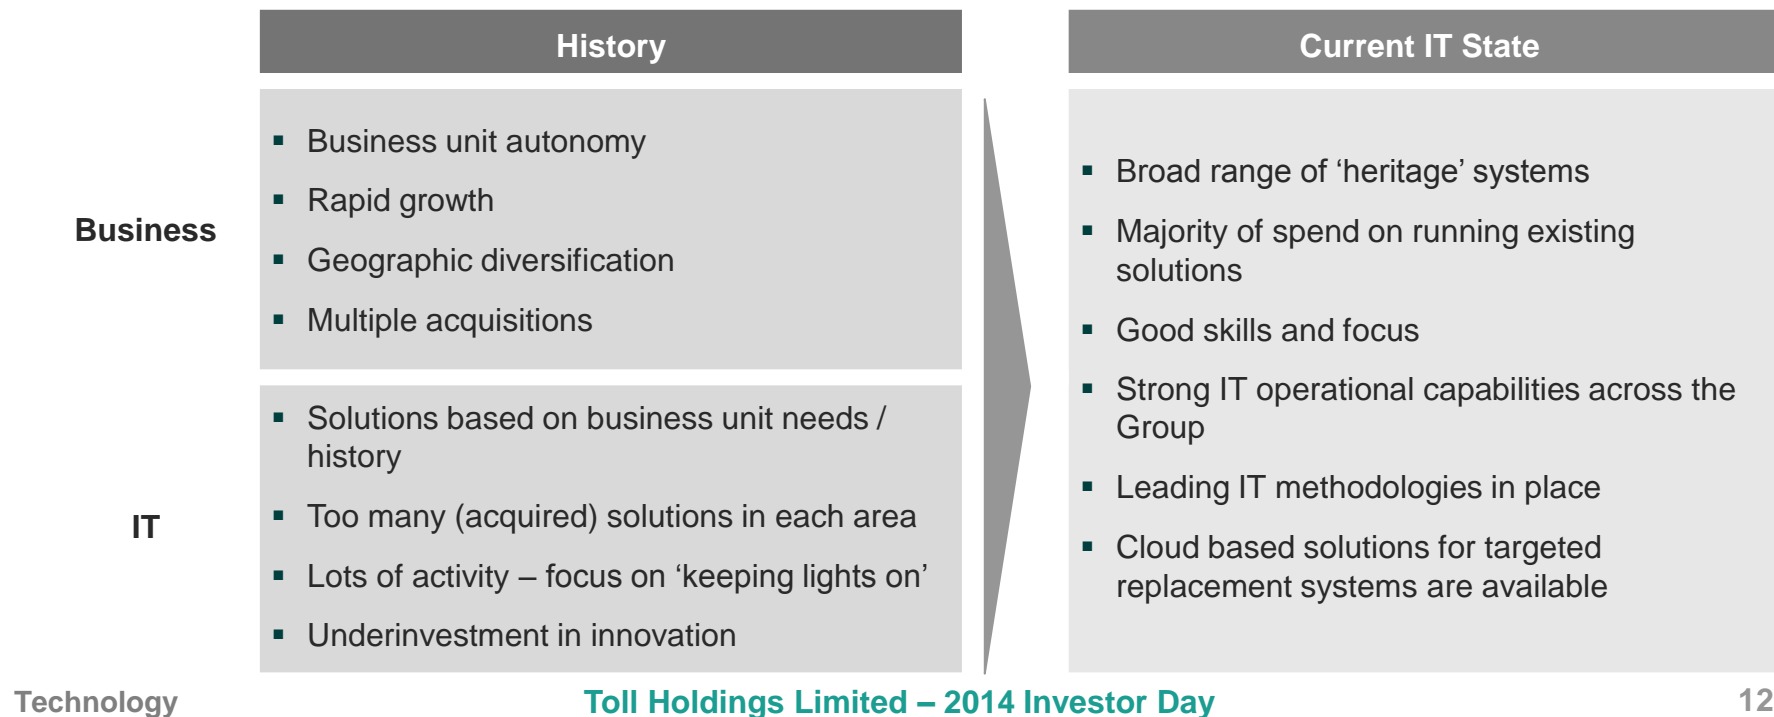 History
Business
▪ Business unit autonomy
▪ Rapid growth
▪ Geographic diversification
▪ Multiple acquisitions
IT
▪ Solutions based on business unit needs /
history
▪ Too many (acquired) solutions in each area
▪ Lots of activity – focus on ‘keeping lights on’
▪ Underinvestment in innovation
Current IT State
▪ Broad range of ‘heritage’ systems
▪ Majority of spend on running existing
solutions
▪ Good skills and focus
▪ Strong IT operational capabilities across the
Group
▪ Leading IT methodologies in place
▪ Cloud based solutions for targeted
replacement systems are available
Technology
Toll Holdings Limited – 2014 Investor Day
12